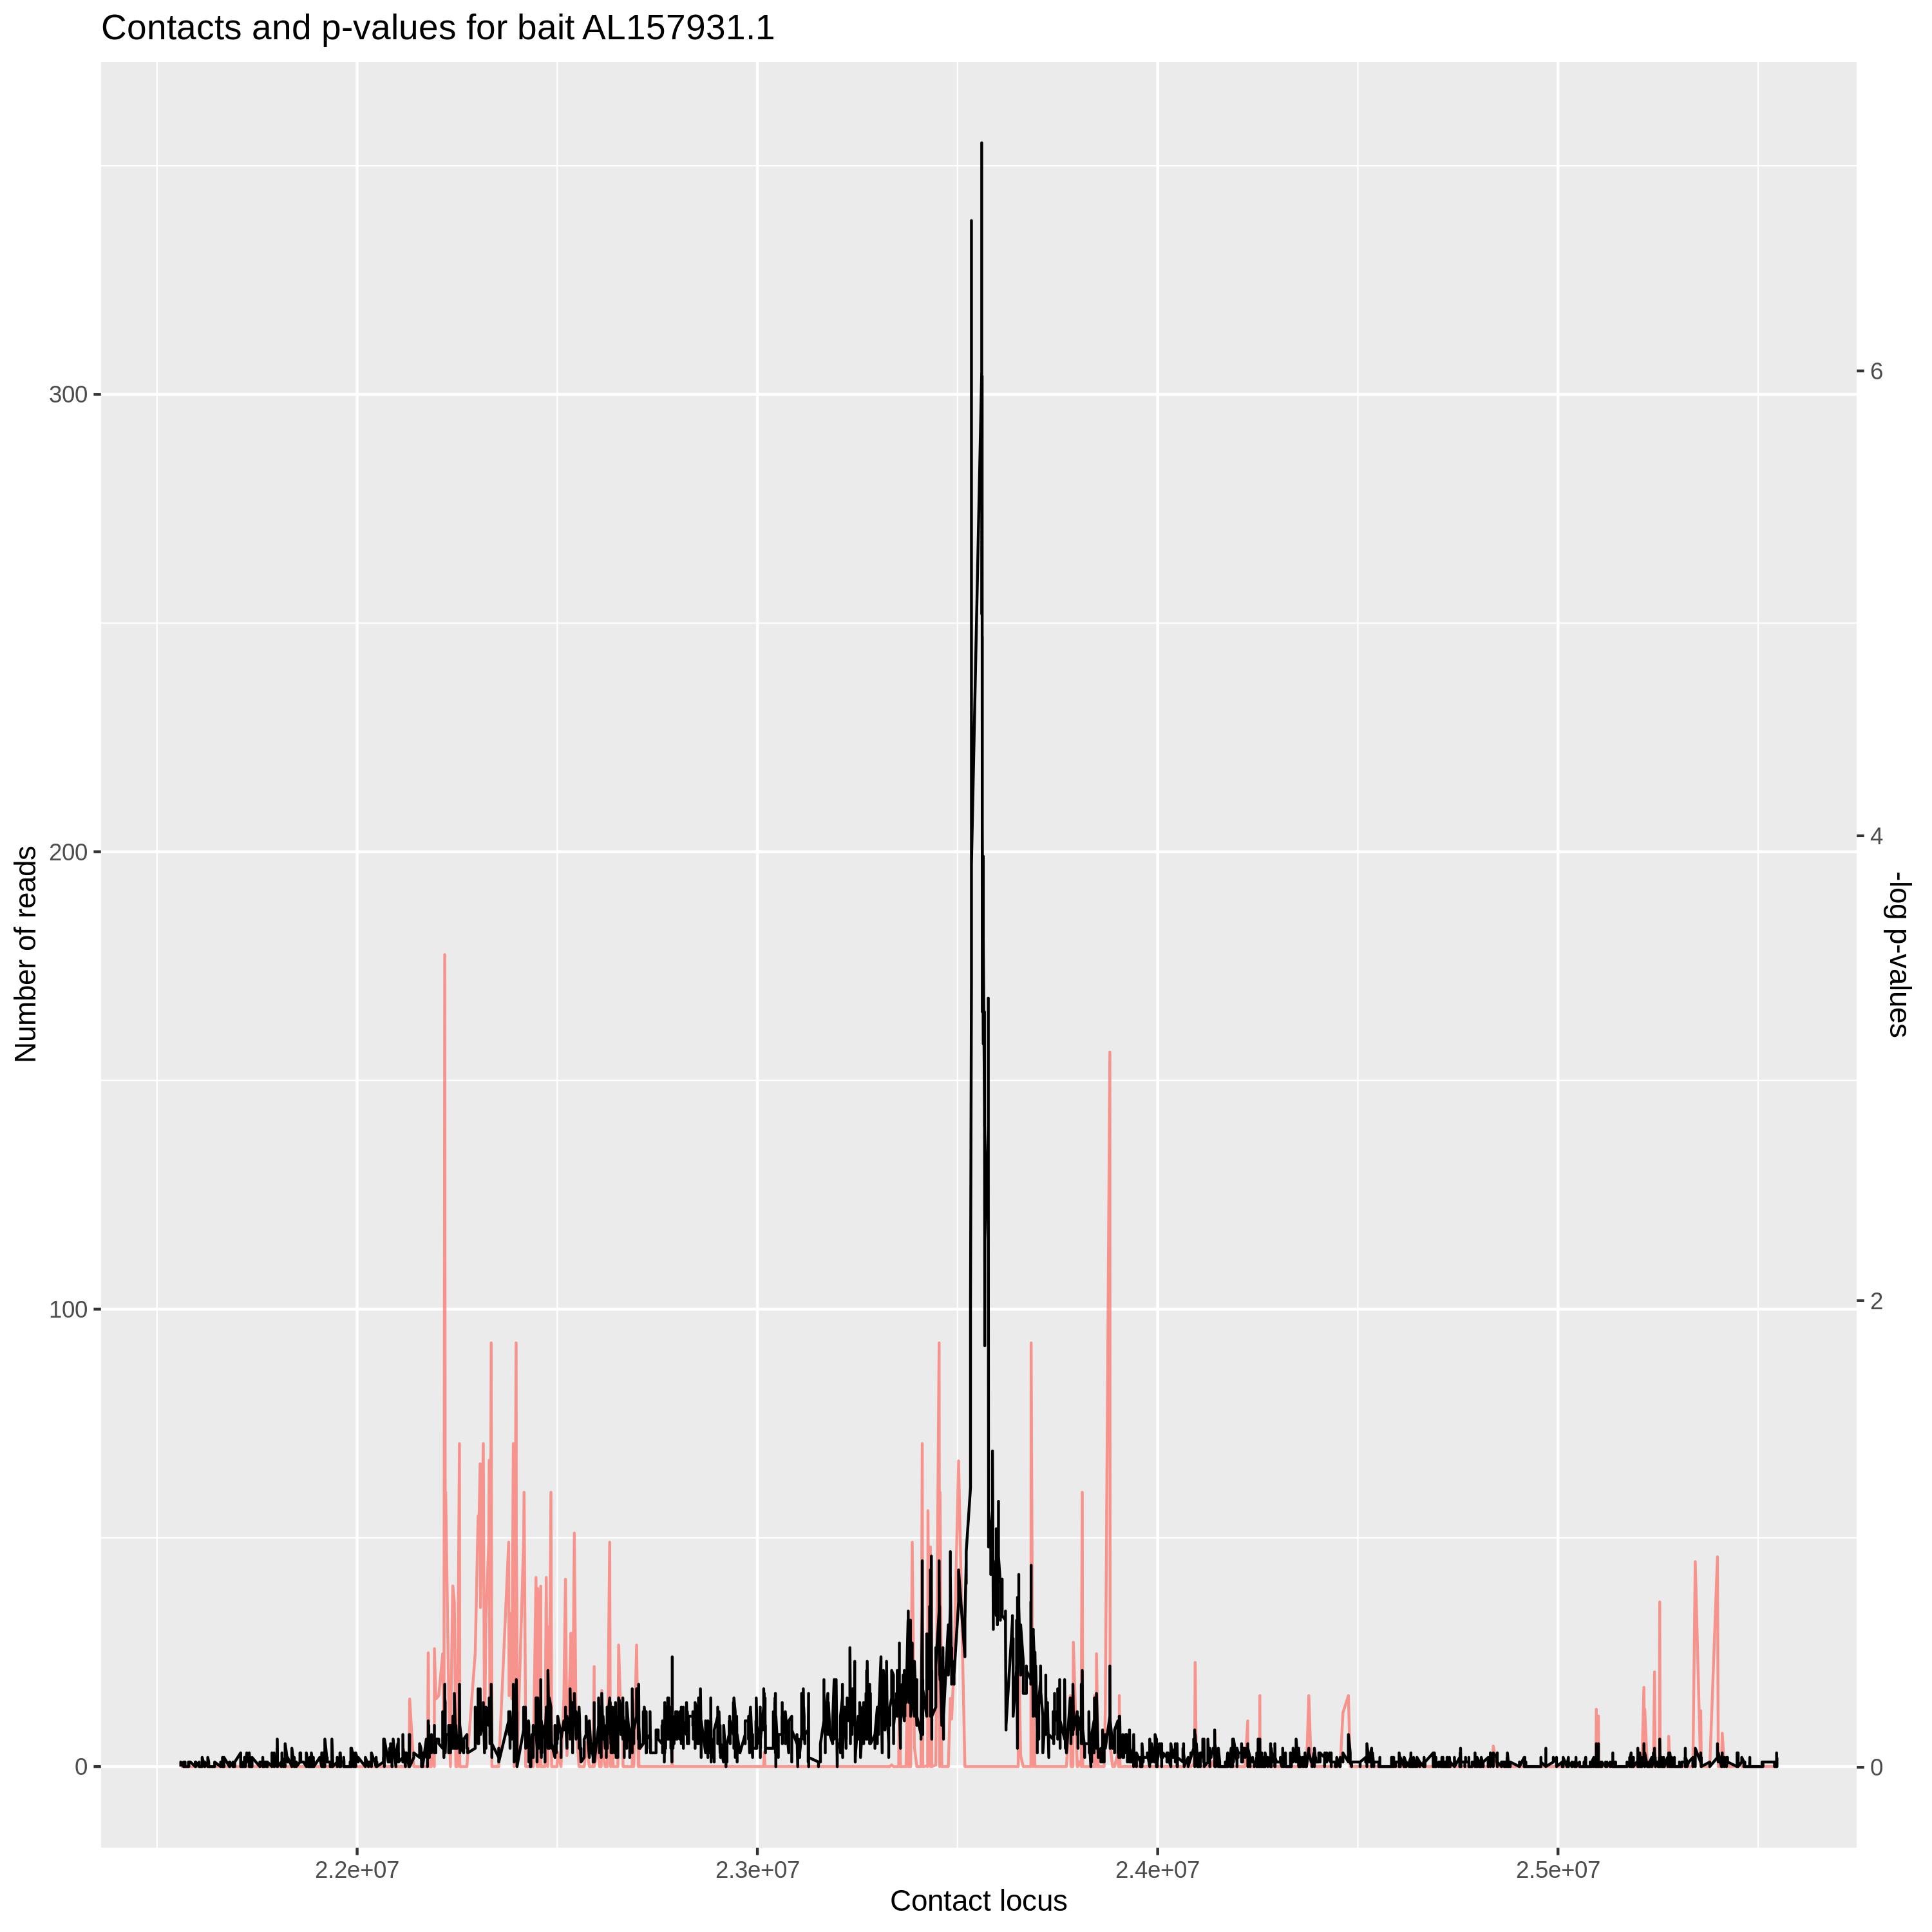 Contacts and p-values for bait AL157931.1
300
200
100
0
6
4
2
0
Number of reads
-log p-values
2.2e+07
2.3e+07
2.4e+07
2.5e+07
Contact locus